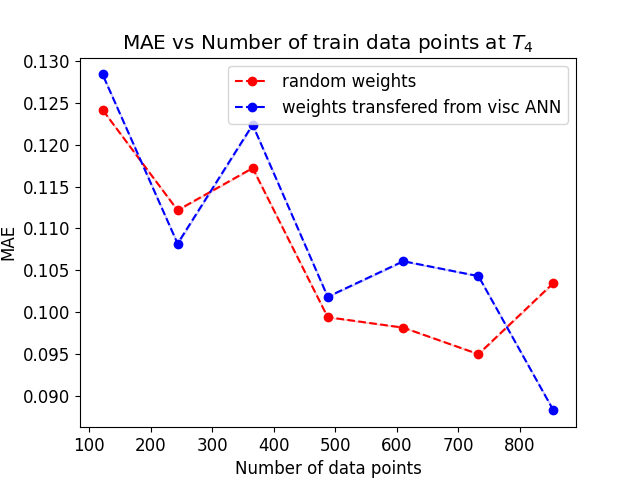 MAE vs Number of train data points at T₄
random weights
weights transfered from visc ANN
0.130
0.125
0.120
0.115
0.110
0.105
0.100
0.095
0.090
MAE
100 200 300 400 500 600 700 800
Number of data points